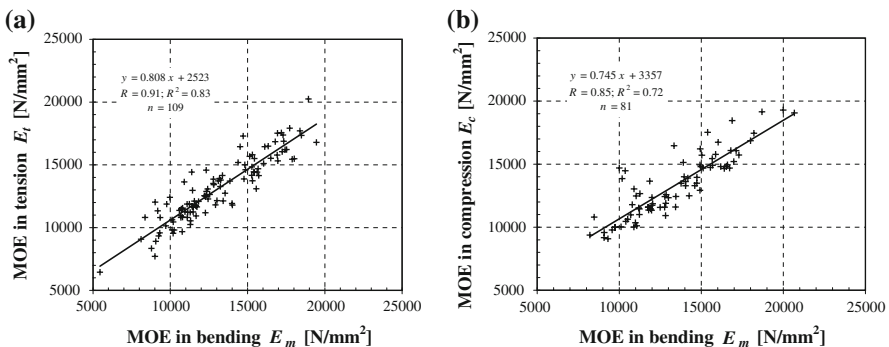 (a)
MOE in tension E_t [N/mm²]
25000
20000
15000
10000
5000
y = 0.808 x + 2523
R = 0.91; R² = 0.83
n = 109
5000 10000 15000 20000 25000
MOE in bending E_m [N/mm²]
(b)
MOE in compression E_c [N/mm²]
25000
20000
15000
10000
5000
y = 0.745 x + 3357
R = 0.85; R² = 0.72
n = 81
5000 10000 15000 20000 25000
MOE in bending E_m [N/mm²]